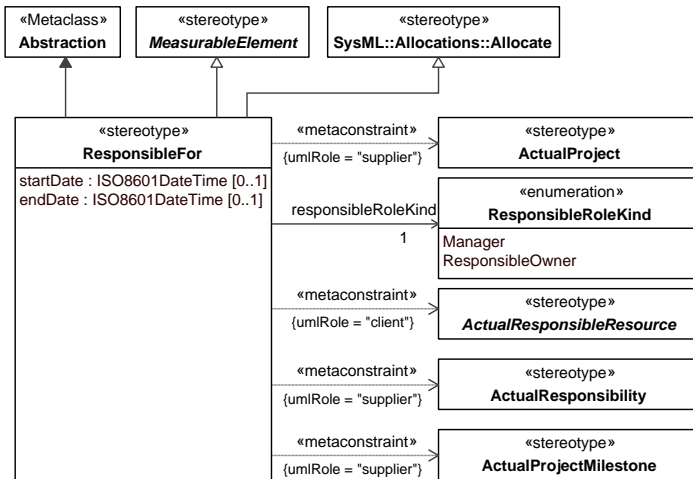 «Metaclass»
Abstraction
«stereotype»
MeasurableElement
«stereotype»
SysML::Allocations::Allocate
«stereotype»
ResponsibleFor
startDate : ISO8601DateTime [0..1]
endDate : ISO8601DateTime [0..1]
«metaconstraint»
{umlRole = "supplier"}
«stereotype»
ActualProject
responsibleRoleKind
1
«enumeration»
ResponsibleRoleKind
Manager
ResponsibleOwner
«metaconstraint»
{umlRole = "client"}
«stereotype»
ActualResponsibleResource
«metaconstraint»
{umlRole = "supplier"}
«stereotype»
ActualResponsibility
«metaconstraint»
{umlRole = "supplier"}
«stereotype»
ActualProjectMilestone